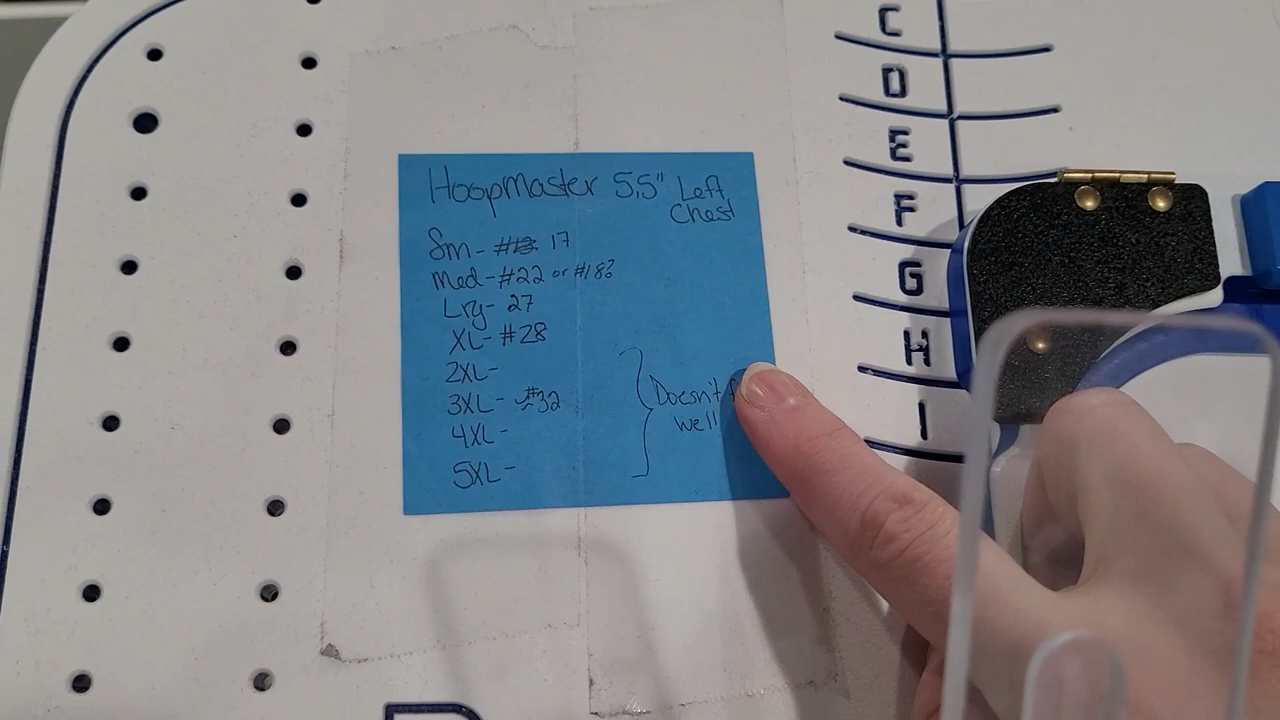 C
D
E
F
G
H
I
HoopMaster 5.5" Left
Chest
Sm - 17
Med - #22 or #18?
Lrg - 27
XL - #28
2XL -
3XL - #32
4XL -
5XL -
Doesn't
well